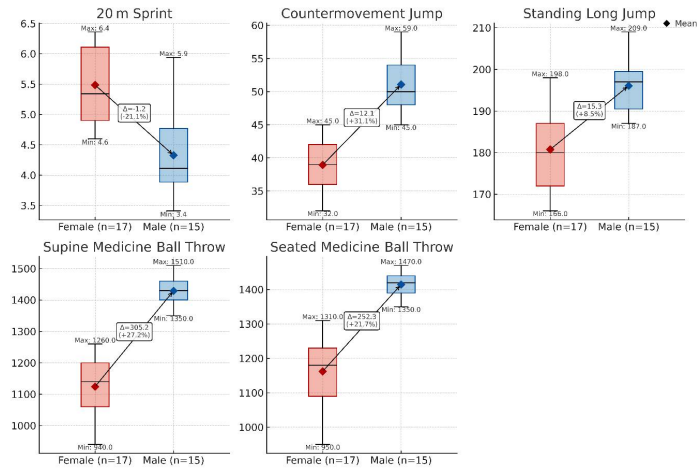 20 m Sprint
6.5
6.0
5.5
5.0
4.5
4.0
3.5
Max: 6.4
Min: 4.6
Δ=-1.2
(-21.1%)
Max: 5.9
Min: 3.4
Female (n=17)
Male (n=15)
Countermovement Jump
60
55
50
45
40
35
Max: 45.0
Min: 32.0
Δ=12.1
(+31.1%)
Max: 59.0
Min: 45.0
Female (n=17)
Male (n=15)
Standing Long Jump
210
200
190
180
170
Max: 198.0
Min: 166.0
Δ=15.3
(+8.5%)
Max: 209.0
Min: 187.0
Female (n=17)
Male (n=15)
Mean
Supine Medicine Ball Throw
1500
1400
1300
1200
1100
1000
Max: 1260.0
Min: 940.0
Δ=305.2
(+27.2%)
Max: 1510.0
Min: 1350.0
Female (n=17)
Male (n=15)
Seated Medicine Ball Throw
1400
1300
1200
1100
1000
Max: 1310.0
Min: 950.0
Δ=252.3
(+21.7%)
Max: 1470.0
Min: 1350.0
Female (n=17)
Male (n=15)